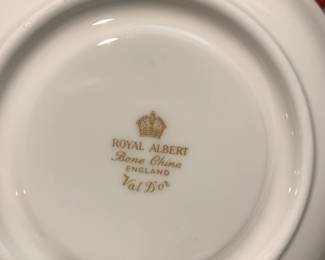 ROYAL ALBERT
Bone China
ENGLAND
Val D'or